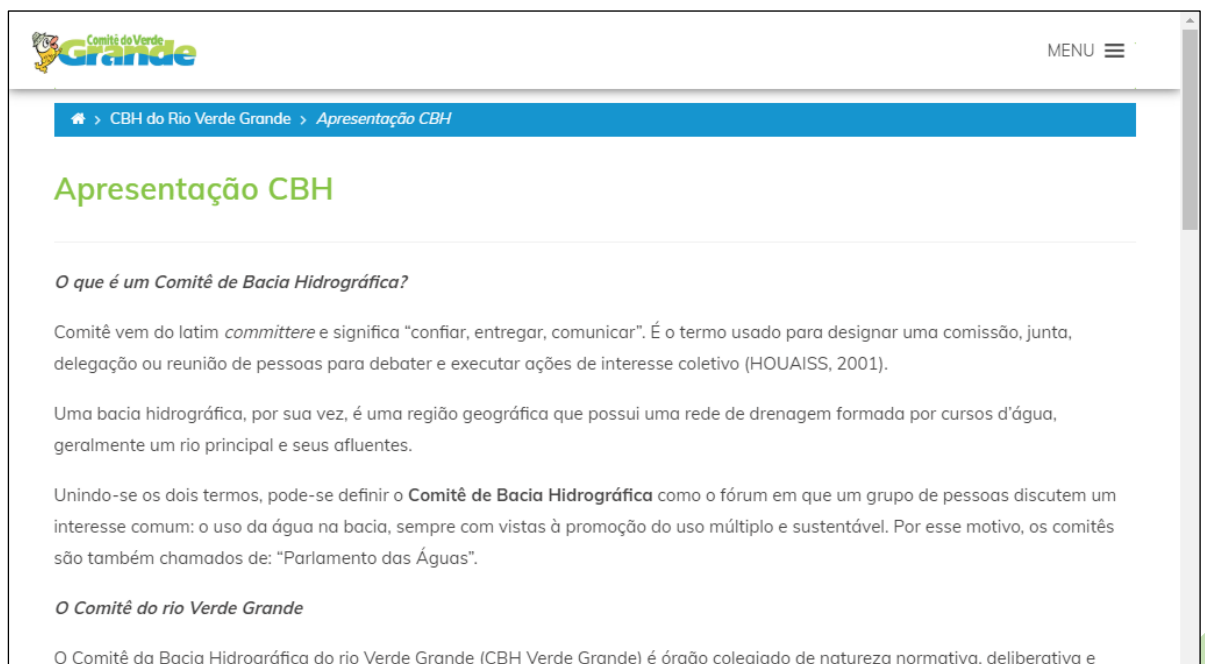 Comitê do Verde
Grande
MENU
CBH do Rio Verde Grande > Apresentação CBH
Apresentação CBH
O que é um Comitê de Bacia Hidrográfica?
Comitê vem do latim committere e significa “confiar, entregar, comunicar”. É o termo usado para designar uma comissão, junta,
delegação ou reunião de pessoas para debater e executar ações de interesse coletivo (HOUAISS, 2001).
Uma bacia hidrográfica, por sua vez, é uma região geográfica que possui uma rede de drenagem formada por cursos d’água,
geralmente um rio principal e seus afluentes.
Unindo-se os dois termos, pode-se definir o Comitê de Bacia Hidrográfica como o fórum em que um grupo de pessoas discutem um
interesse comum: o uso da água na bacia, sempre com vistas à promoção do uso múltiplo e sustentável. Por esse motivo, os comitês
são também chamados de: “Parlamento das Águas”.
O Comitê do rio Verde Grande
O Comitê da Bacia Hidrográfica do rio Verde Grande (CBH Verde Grande) é órgão colegiado de natureza normativa, deliberativa e